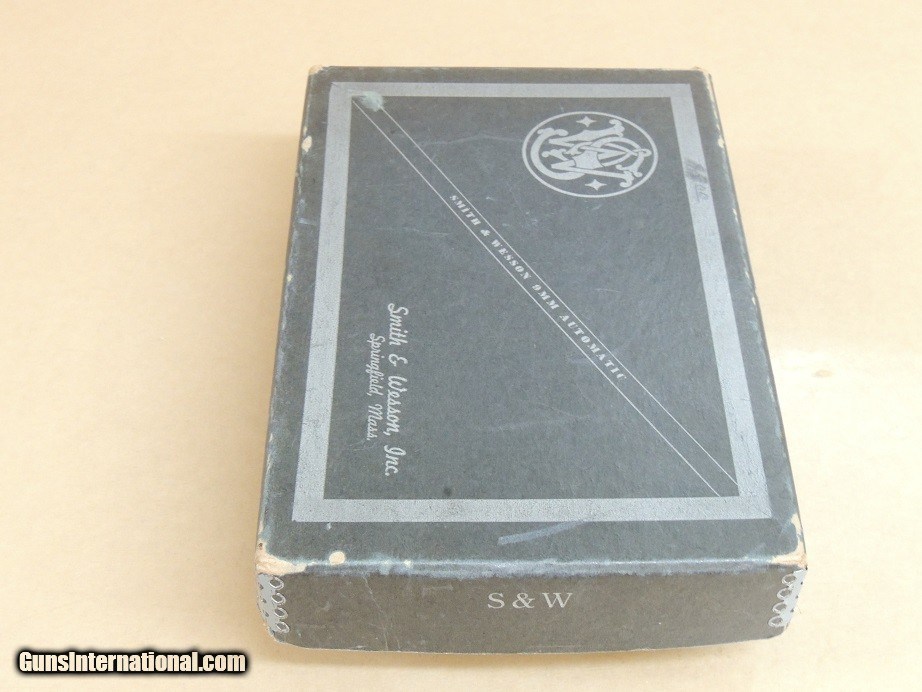 SMITH & WESSON 9MM AUTOMATIC
Smith & Wesson, Inc.
Springfield, Mass.
S & W
GunsInternational.com